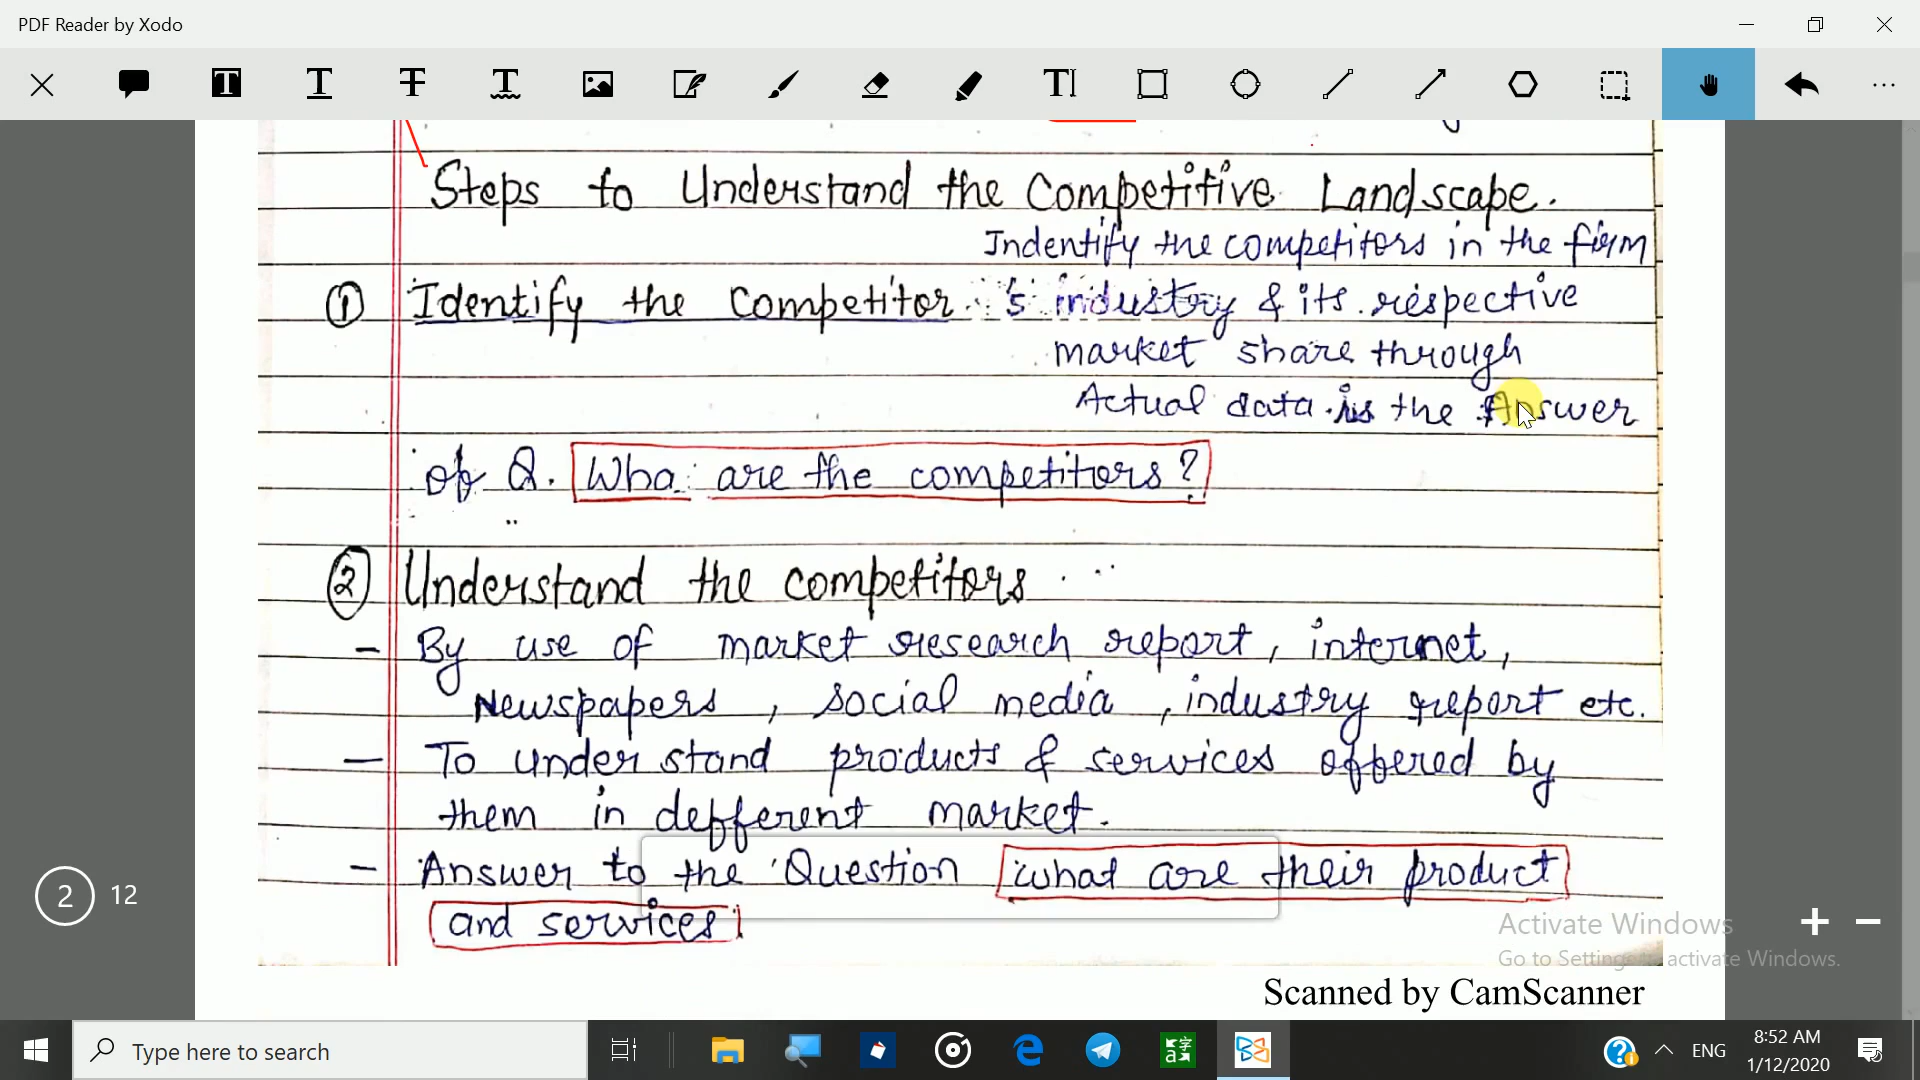 PDF Reader by Xodo
Steps to Understand the Competitive Landscape.
Indentify the competitors in the firm
① Identify the Competitor 's industry & its respective
market share through
Actual data is the Answer
of Q. Who are the competitors?
② Understand the competitors
- By use of market research report, internet,
Newspapers, social media, industry report etc.
- To understand products & services offered by
them in defferent market.
- Answer to the Question what are their product
and services
2 12
Activate Windows
Go to Settings to activate Windows.
Scanned by CamScanner
Type here to search
ENG
8:52 AM
1/12/2020